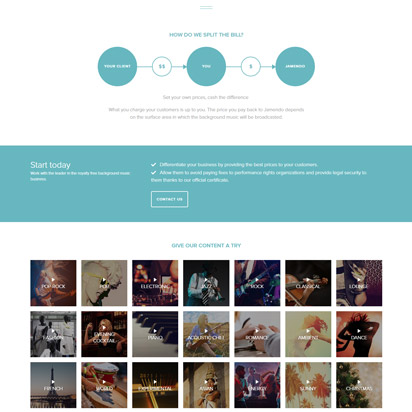 HOW DO WE SPLIT THE BILL?
YOUR CLIENT
$$
YOU
$
JAMENDO
Set your own prices, cash the difference.
What you charge your customers is up to you. The price you pay back to Jamendo depends
on the surface area in which the background music will be broadcasted.
Start today
Work with the leader in the royalty free background music
business.
Differentiate your business by providing the best prices to your customers.
Allow them to avoid paying fees to performance rights organizations and provide legal security to
them thanks to our official certificate.
CONTACT US
GIVE OUR CONTENT A TRY
POP ROCK
FOLK
ELECTRONIC
JAZZ
ROCK
CLASSICAL
LOUNGE
FASHION
EVENING
COCKTAIL
PIANO
ACOUSTIC CHILL
ROMANCE
AMBIENT
DANCE
FRENCH
WORLD
EXPERIMENTAL
ASIAN
ENERGY
SUNNY
CHRISTMAS